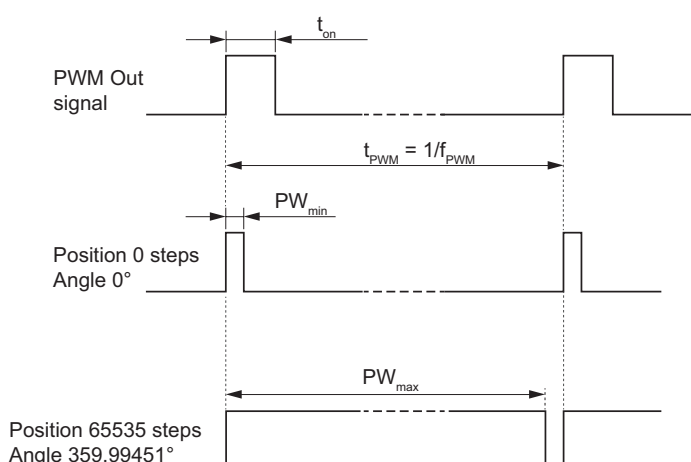 t_on
PWM Out
signal
t_PWM = 1/f_PWM
PW_min
Position 0 steps
Angle 0°
PW_max
Position 65535 steps
Angle 359.99451°